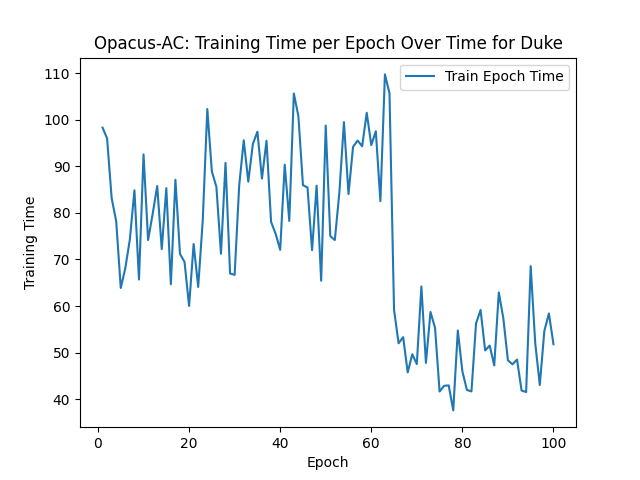 Opacus-AC: Training Time per Epoch Over Time for Duke
Train Epoch Time
110
100
90
80
70
60
50
40
Training Time
0 20 40 60 80 100
Epoch